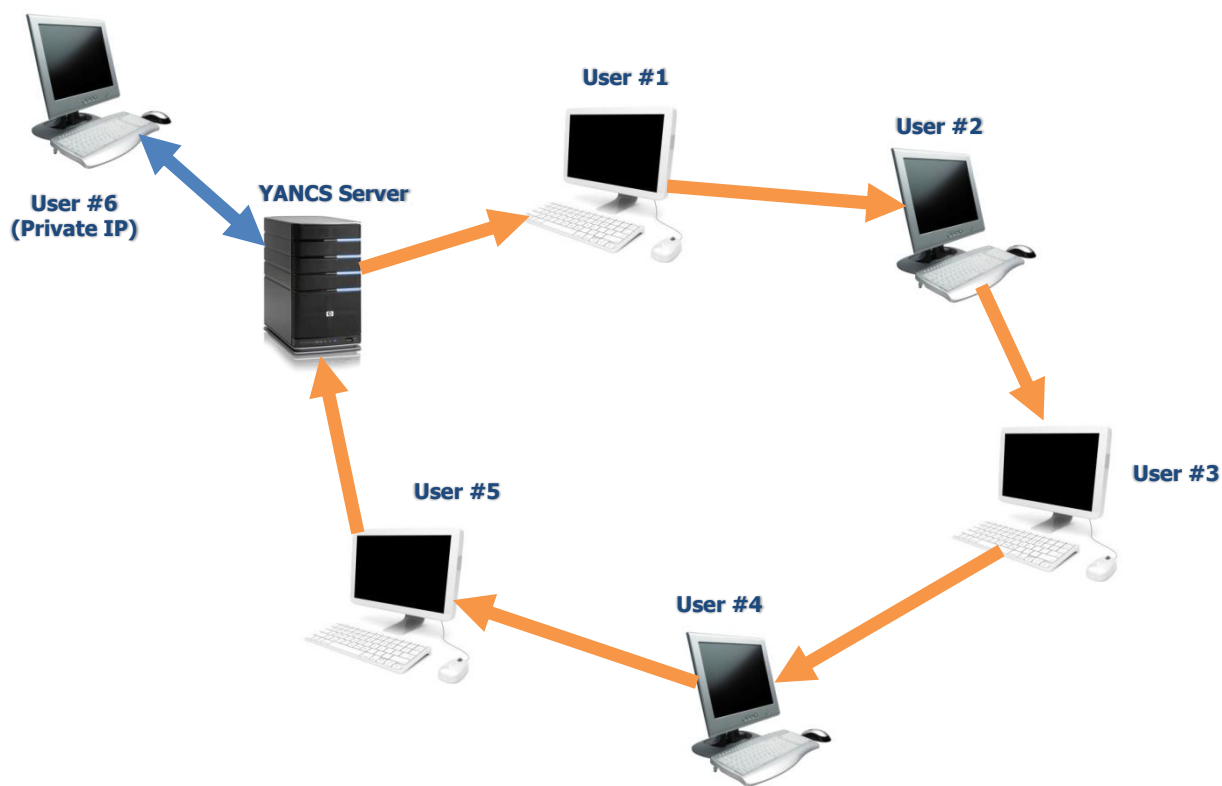 User #1
User #2
User #6
(Private IP)
YANCS Server
User #3
User #5
User #4